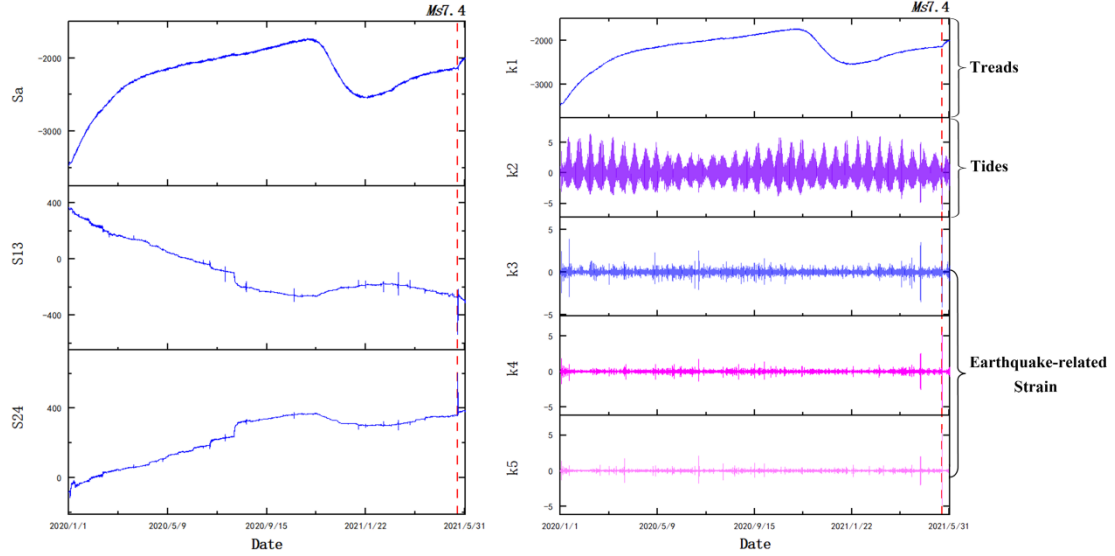 Ms7.4
Sa
-2000
-3000
S13
400
0
-400
S24
400
0
2020/1/1
2020/5/9
2020/9/15
2021/1/22
2021/5/31
Date
Ms7.4
k1
-2000
-3000
Treads
k2
5
0
-5
Tides
k3
5
0
-5
k4
5
0
-5
Earthquake-related
Strain
k5
5
0
-5
2020/1/1
2020/5/9
2020/9/15
2021/1/22
2021/5/31
Date